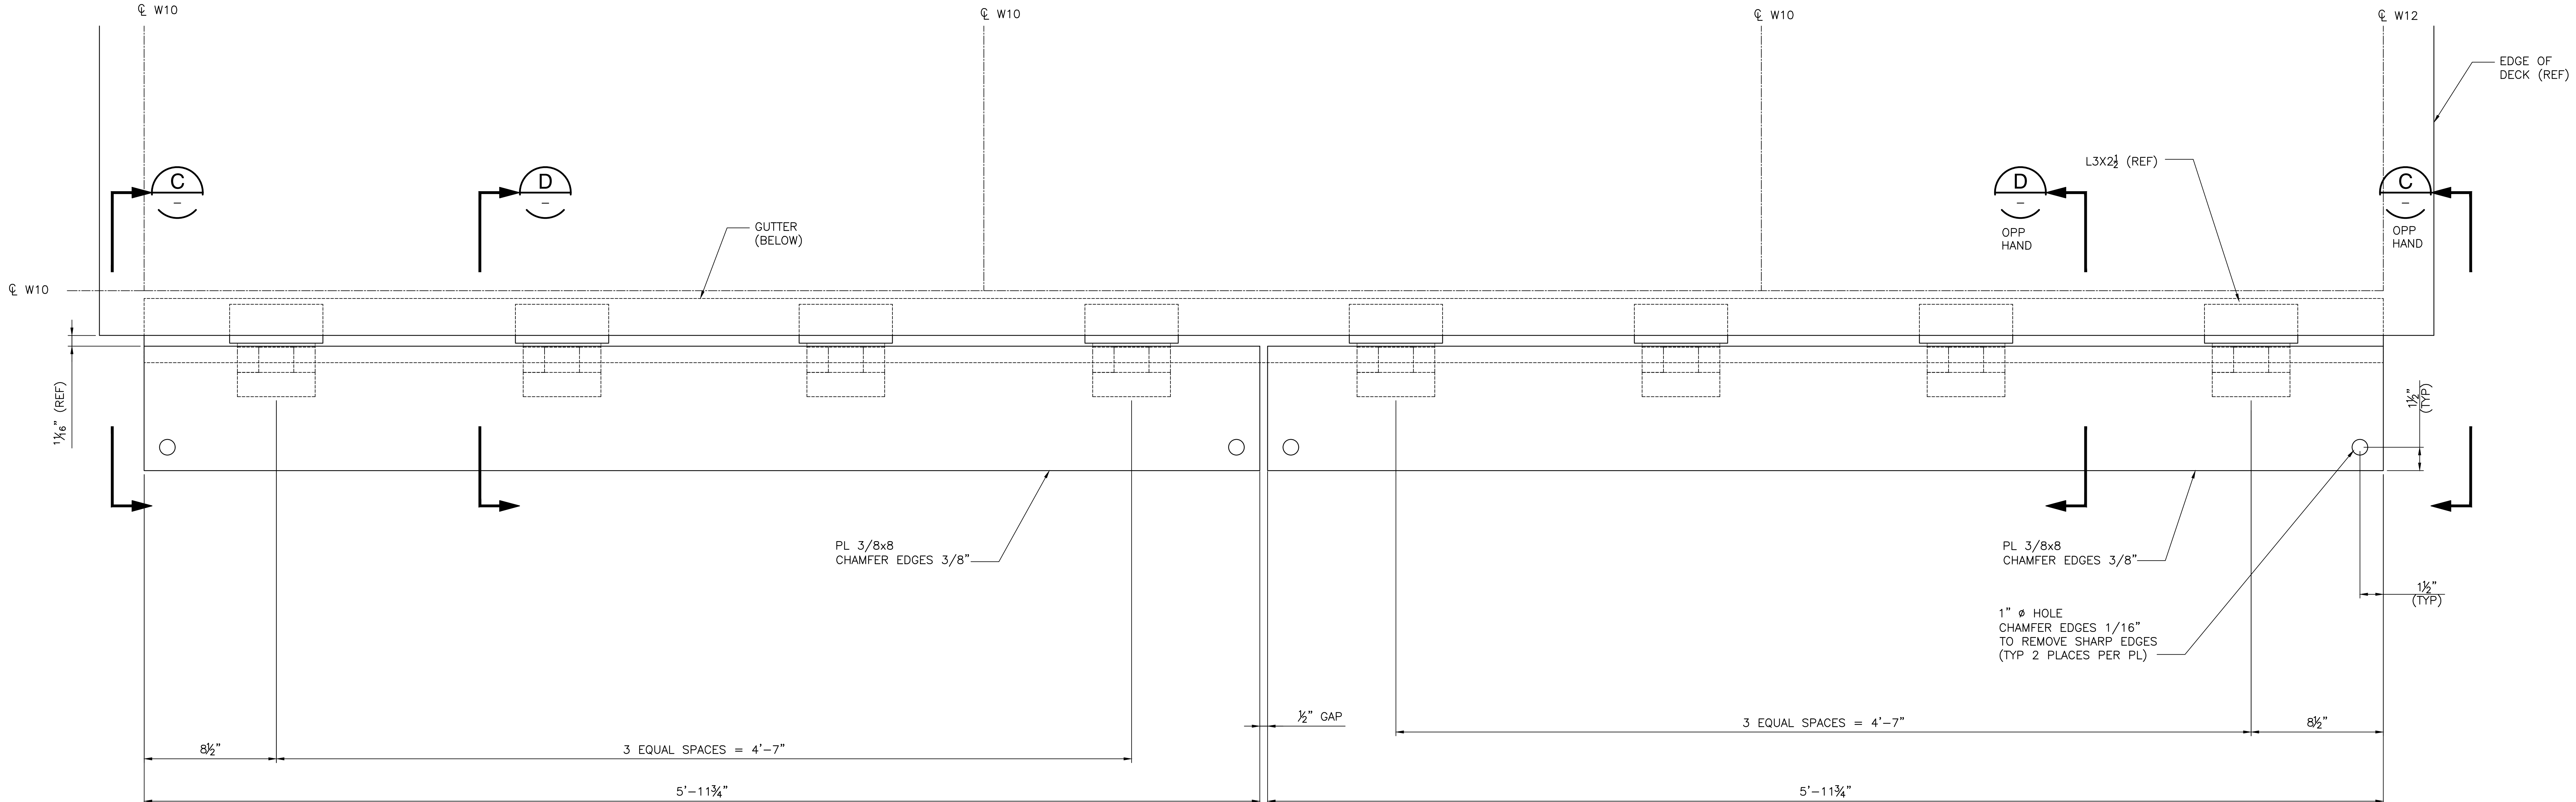 ℄ W10
℄ W10
℄ W10
℄ W12
EDGE OF
DECK (REF)
L3X2½ (REF)
C
-
D
-
D
-
OPP
HAND
C
-
OPP
HAND
GUTTER
(BELOW)
℄ W10
1 1/16" (REF)
1½"
(TYP)
PL 3/8x8
CHAMFER EDGES 3/8"
PL 3/8x8
CHAMFER EDGES 3/8"
1½"
(TYP)
1" ø HOLE
CHAMFER EDGES 1/16"
TO REMOVE SHARP EDGES
(TYP 2 PLACES PER PL)
½" GAP
8½"
3 EQUAL SPACES = 4'-7"
3 EQUAL SPACES = 4'-7"
8½"
5'-11¾"
5'-11¾"